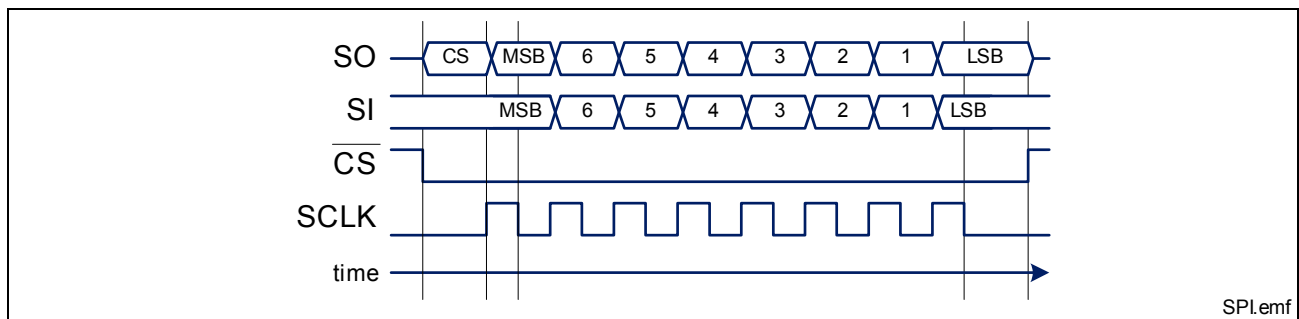 SO CS MSB 6 5 4 3 2 1 LSB
SI MSB 6 5 4 3 2 1 LSB
CS
SCLK
time
SPI.emf